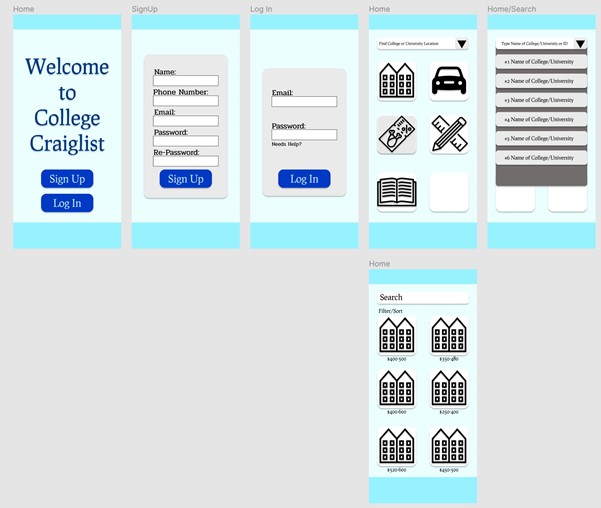 Home
SignUp
Log In
Home
Home/Search
Welcome
to
College
Craiglist
Sign Up
Log In
Name:
Phone Number:
Email:
Password:
Re-Password:
Sign Up
Email:
Password:
Needs Help?
Log In
Find College or University Location
Type Name of College/University or ID
#1 Name of College/University
#2 Name of College/University
#3 Name of College/University
#4 Name of College/University
#5 Name of College/University
#6 Name of College/University
Home
Search
Filter/Sort
$400-500
$350-480
$400-600
$250-400
$520-600
$450-500